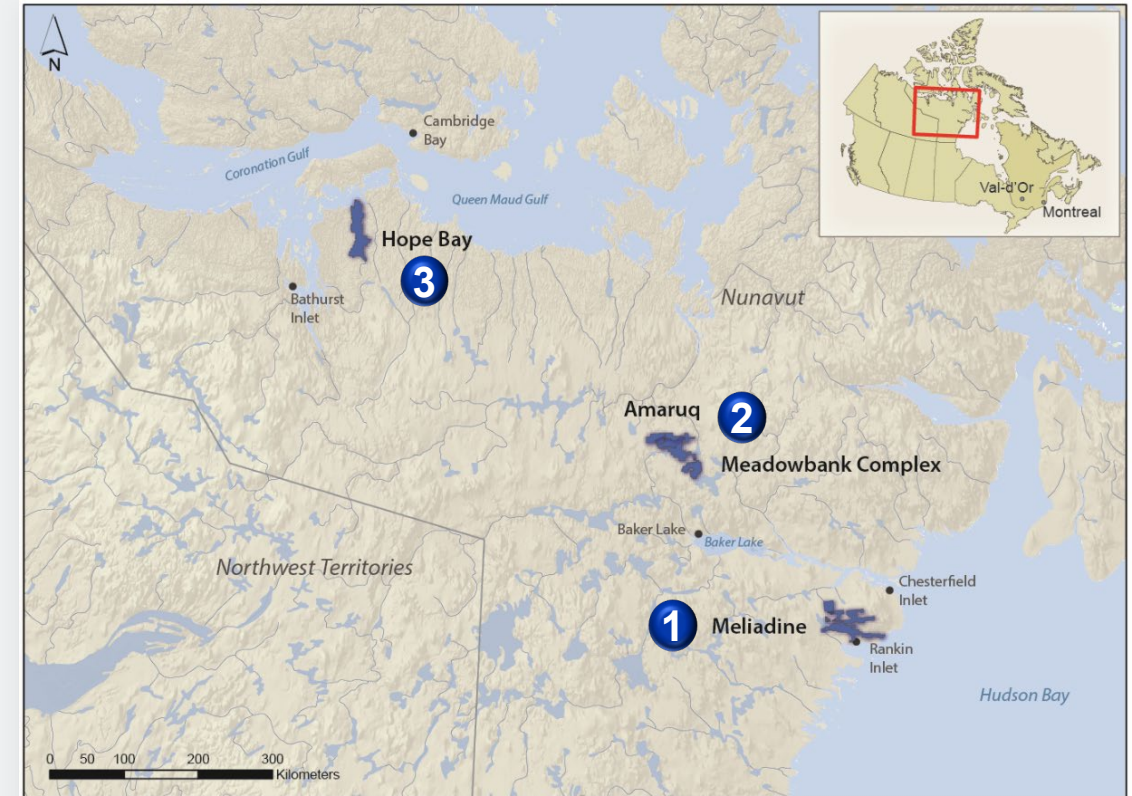 N
Cambridge
Bay
Coronation Gulf
Queen Maud Gulf
Val-d'Or
Montreal
Hope Bay
3
Bathurst
Inlet
Nunavut
Amaruq
2
Meadowbank Complex
Baker Lake
Baker Lake
Northwest Territories
Chesterfield
Inlet
1
Meliadine
Rankin
Inlet
Hudson Bay
0 50 100 200 300
Kilometers